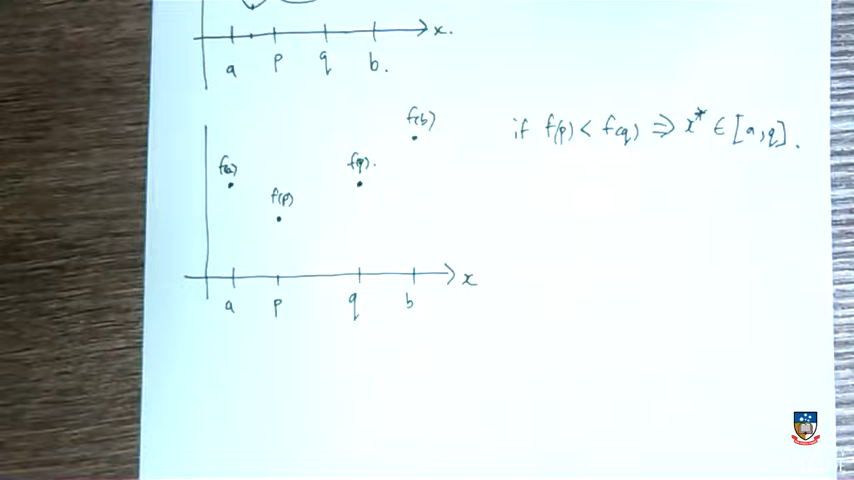 x.
a p q b.
f(b)
if f(p) < f(q) ⇒ x* ∈ [a,q].
f(a) f(q).
f(p)
x
a p q b